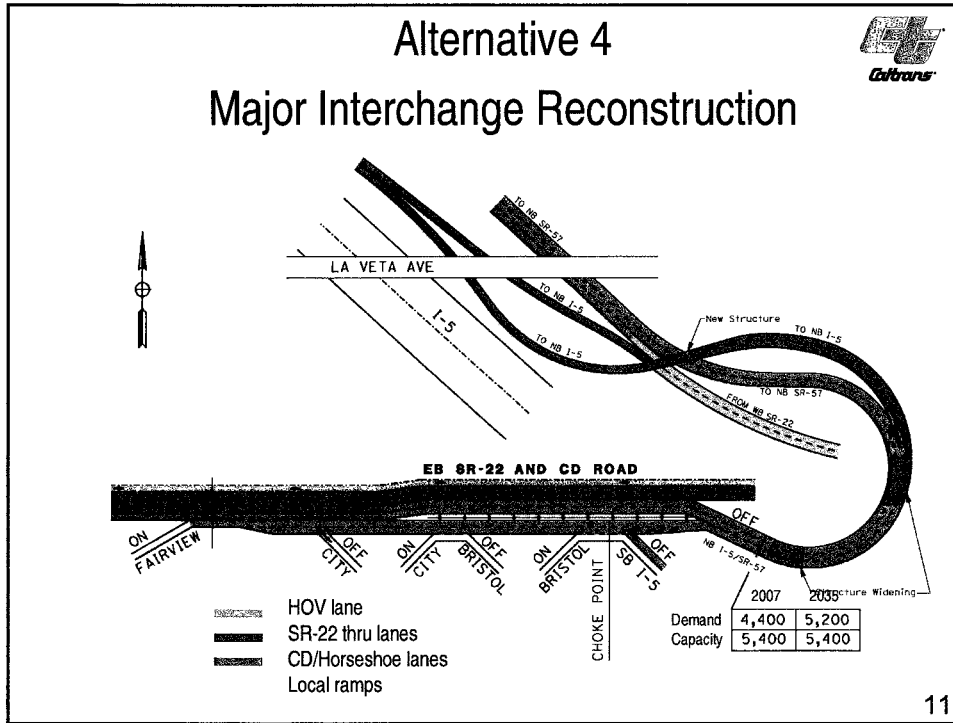 Alternative 4
Major Interchange Reconstruction
Caltrans
TO NB SR-57
LA VETA AVE
I-5
TO NB I-5
TO NB I-5
New Structure
TO NB I-5
TO NB SR-57
FROM WB SR-22
EB SR-22 AND CD ROAD
ON
FAIRVIEW
OFF
CITY
ON
CITY
OFF
BRISTOL
ON
BRISTOL
OFF
SB I-5
CHOKE POINT
OFF
NB I-5/SR-57
Structure Widening
2007 2035
Demand 4,400 5,200
Capacity 5,400 5,400
HOV lane
SR-22 thru lanes
CD/Horseshoe lanes
Local ramps
11